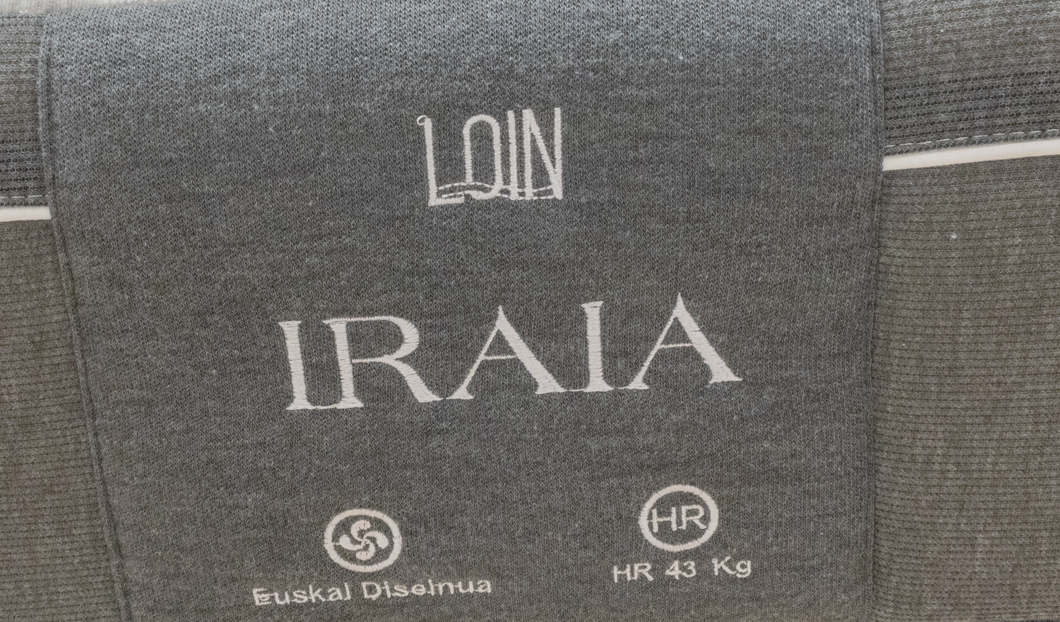 LOIN
IRAIA
HR
Euskal Diseinua
HR 43 Kg